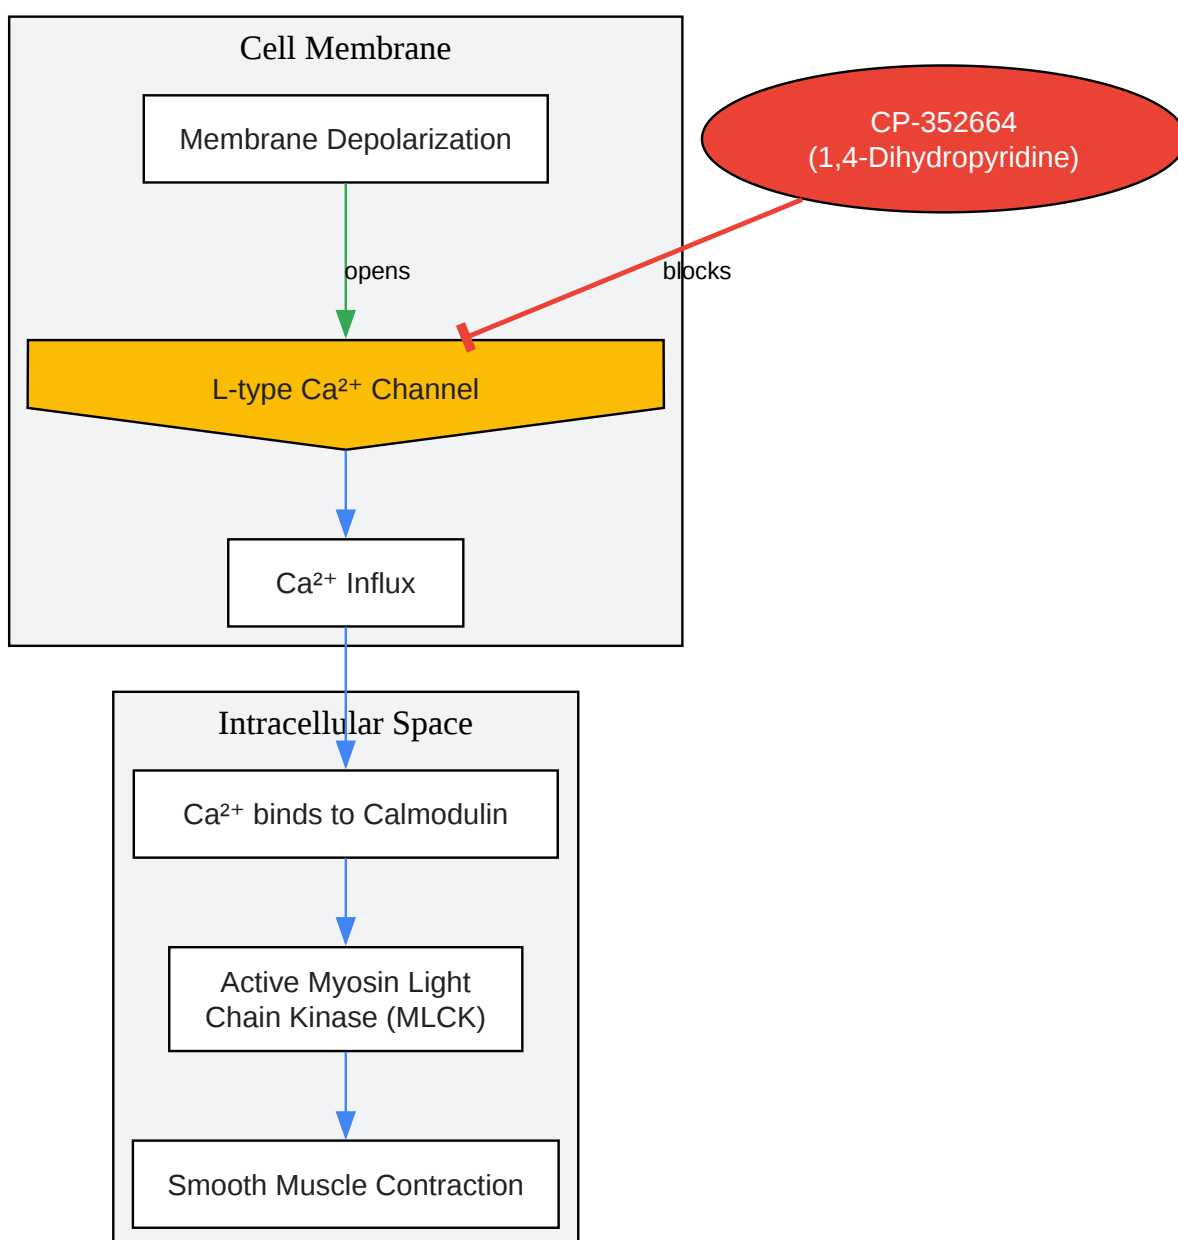 Cell Membrane
Membrane Depolarization
CP-352664
(1,4-Dihydropyridine)
opens
blocks
L-type Ca²⁺ Channel
Ca²⁺ Influx
Intracellular Space
Ca²⁺ binds to Calmodulin
Active Myosin Light
Chain Kinase (MLCK)
Smooth Muscle Contraction